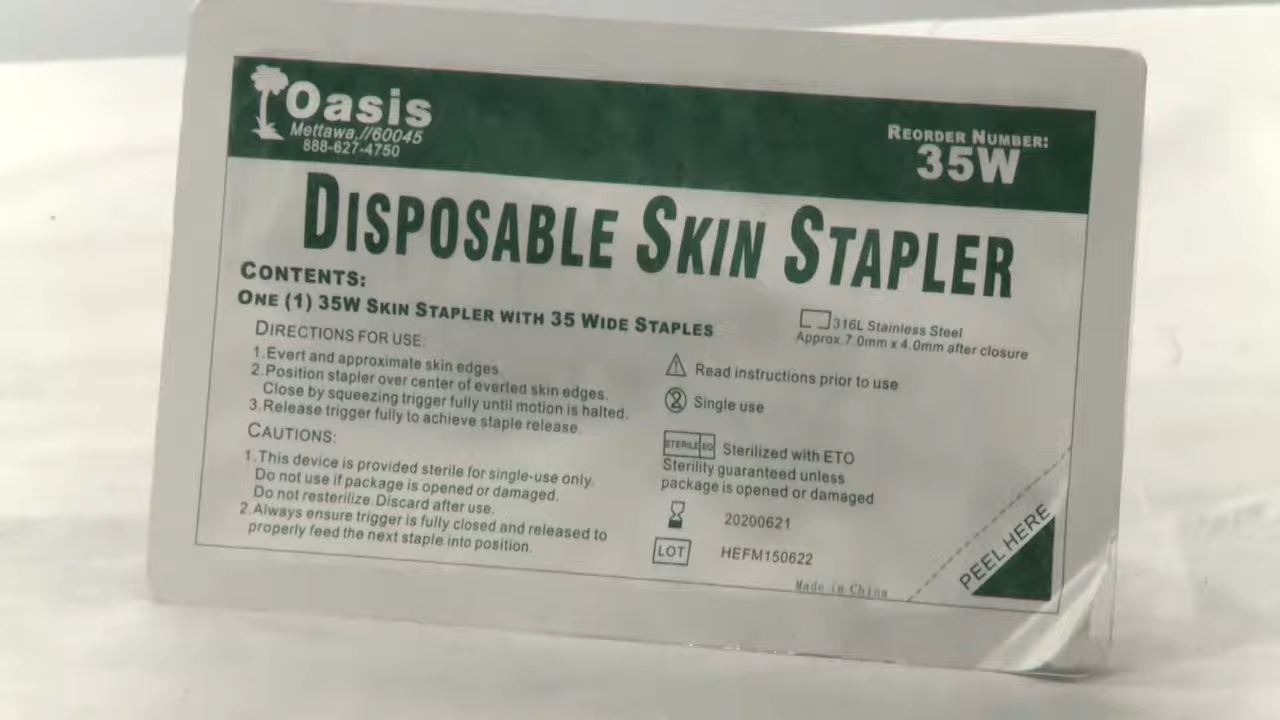 Oasis
Mettawa,//60045
888-627-4750
REORDER NUMBER:
35W
DISPOSABLE SKIN STAPLER
CONTENTS:
ONE (1) 35W SKIN STAPLER WITH 35 WIDE STAPLES
316L Stainless Steel
Approx.7.0mm x 4.0mm after closure
DIRECTIONS FOR USE:
1.Evert and approximate skin edges.
2.Position stapler over center of everted skin edges.
Close by squeezing trigger fully until motion is halted.
3.Release trigger fully to achieve staple release.
CAUTIONS:
1.This device is provided sterile for single-use only.
Do not use if package is opened or damaged.
Do not resterilize. Discard after use.
2.Always ensure trigger is fully closed and released to
properly feed the next staple into position.
Read instructions prior to use
2 Single use
STERILE EO Sterilized with ETO
Sterility guaranteed unless
package is opened or damaged
20200621
LOT HEFM150622
Made in China
PEEL HERE